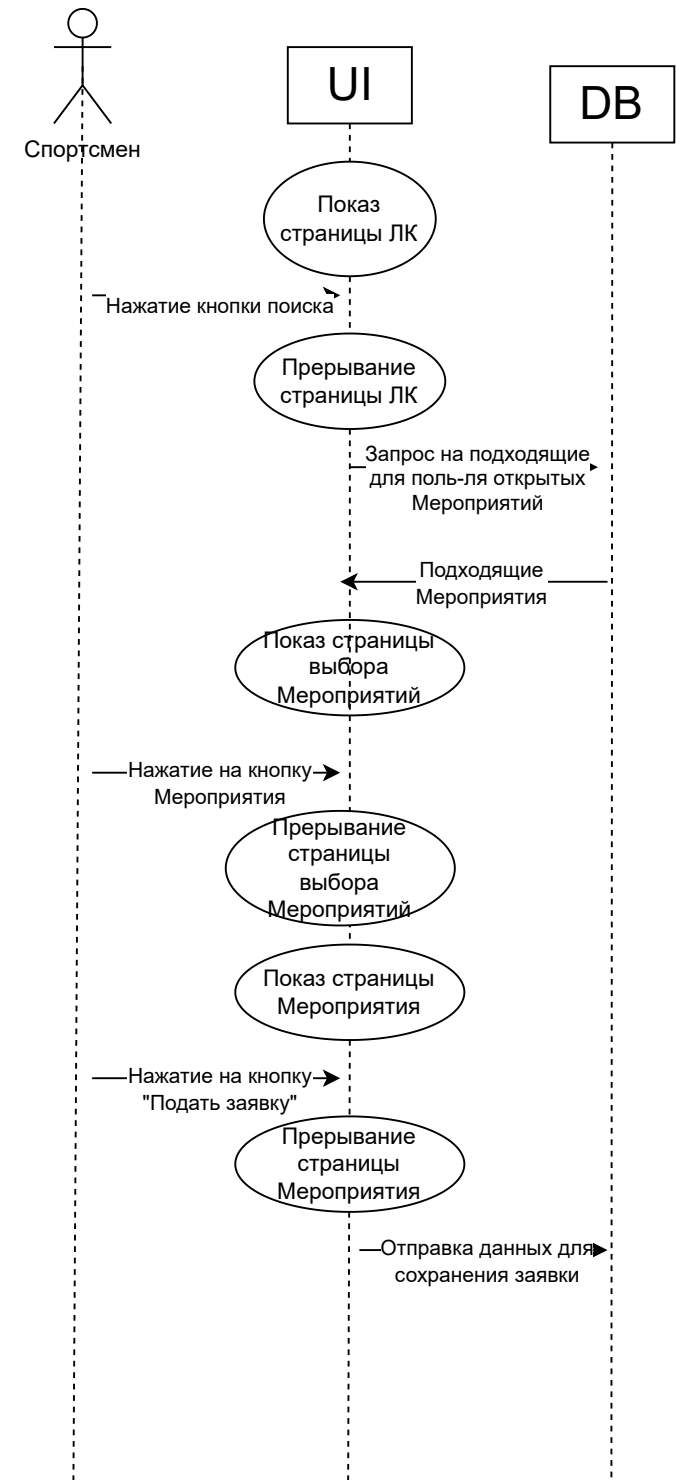 UI
DB
Спортсмен
Показ
страницы ЛК
Нажатие кнопки поиска
Прерывание
страницы ЛК
Запрос на подходящие
для поль-ля открытых
Мероприятий
Подходящие
Мероприятия
Показ страницы
выбора
Мероприятий
Нажатие на кнопку
Мероприятия
Прерывание
страницы
выбора
Мероприятий
Показ страницы
Мероприятия
Нажатие на кнопку
"Подать заявку"
Прерывание
страницы
Мероприятия
Отправка данных для
сохранения заявки